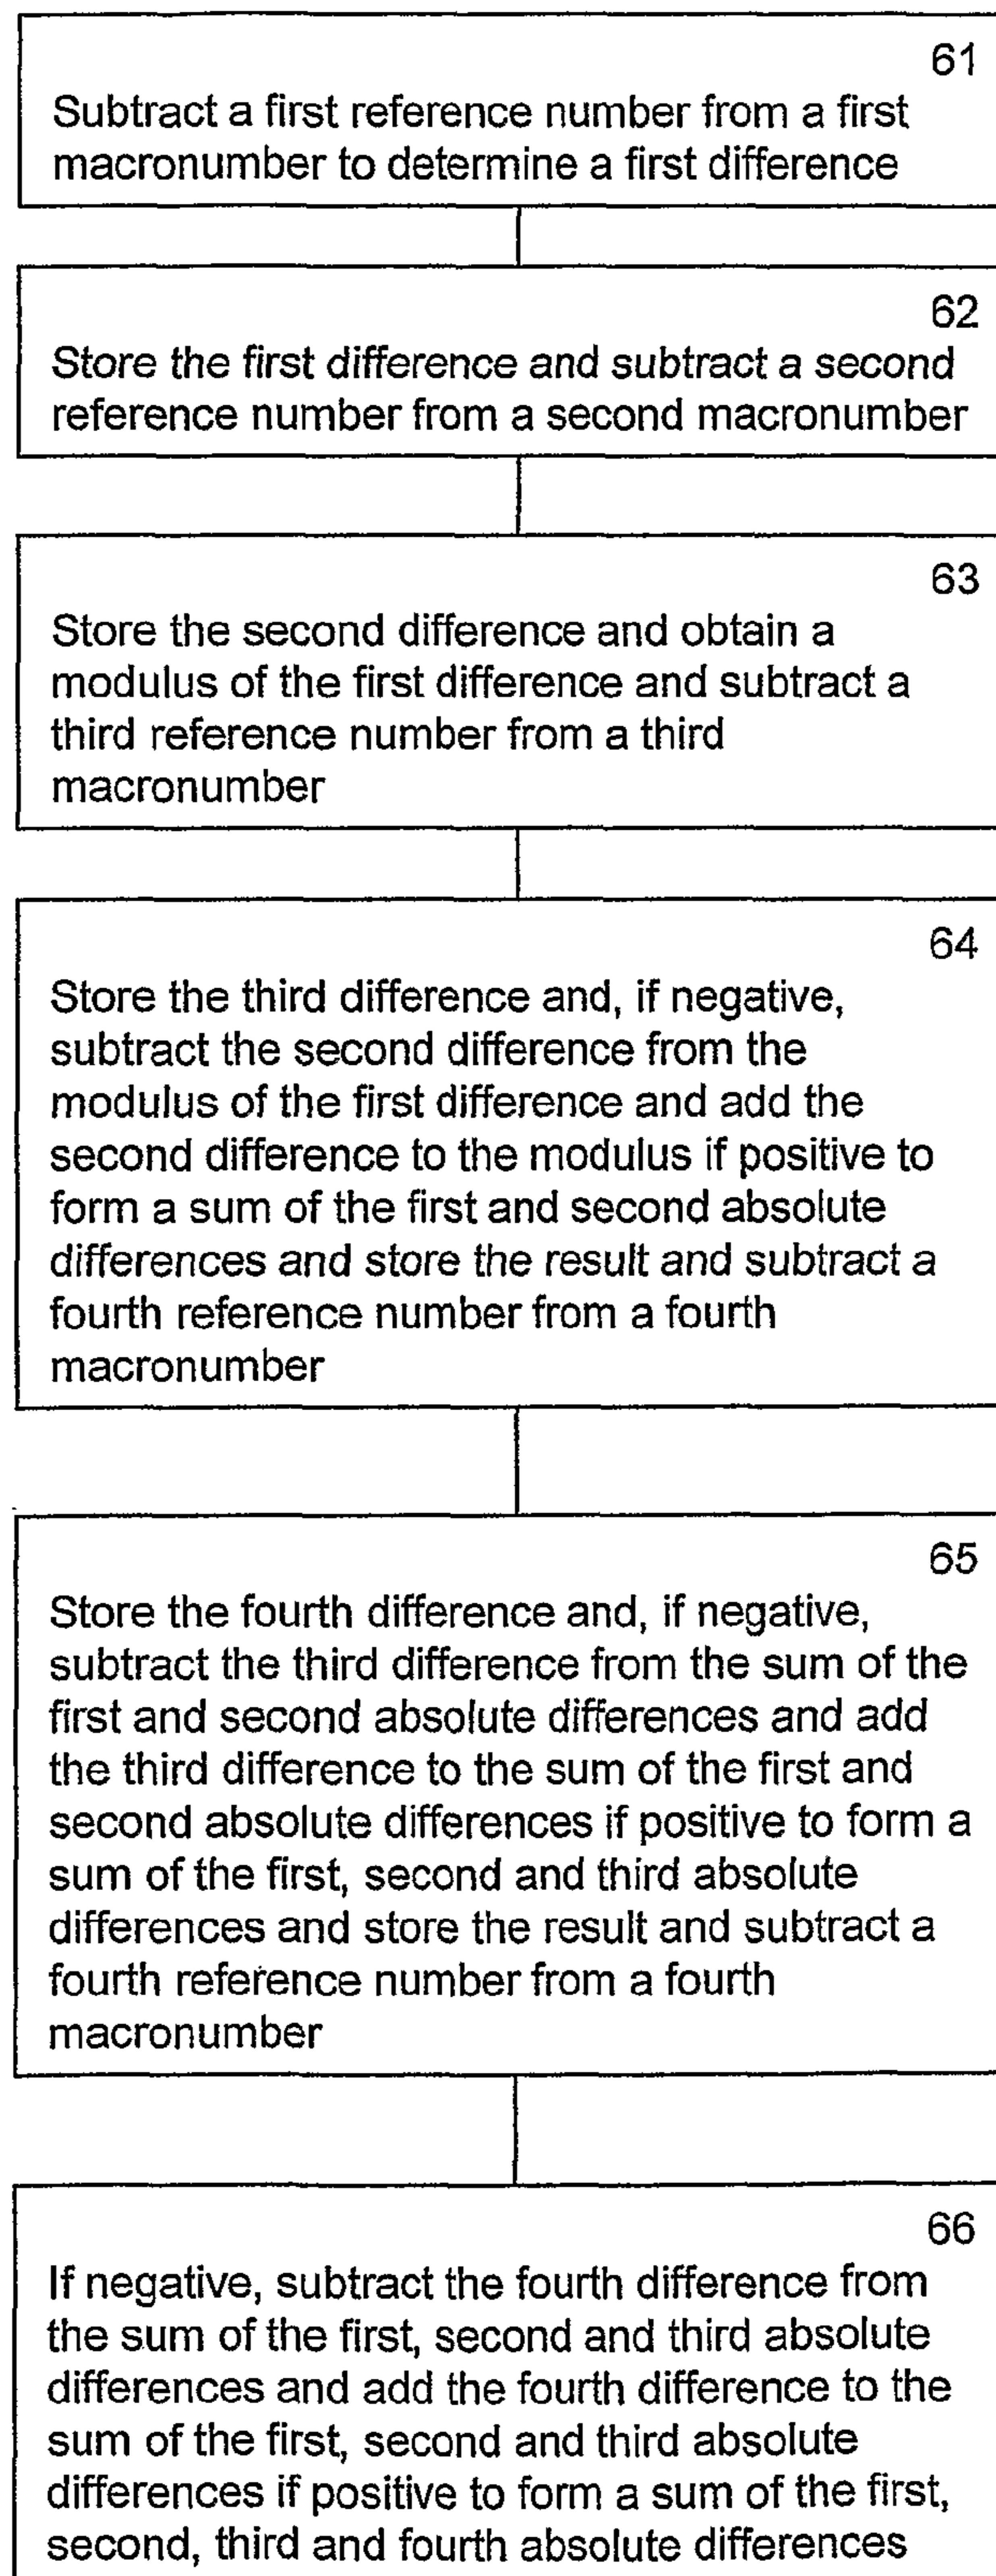 61
Subtract a first reference number from a first
macronumber to determine a first difference
62
Store the first difference and subtract a second
reference number from a second macronumber
63
Store the second difference and obtain a
modulus of the first difference and subtract a
third reference number from a third
macronumber
64
Store the third difference and, if negative,
subtract the second difference from the
modulus of the first difference and add the
second difference to the modulus if positive to
form a sum of the first and second absolute
differences and store the result and subtract a
fourth reference number from a fourth
macronumber
65
Store the fourth difference and, if negative,
subtract the third difference from the sum of the
first and second absolute differences and add
the third difference to the sum of the first and
second absolute differences if positive to form a
sum of the first, second and third absolute
differences and store the result and subtract a
fourth reference number from a fourth
macronumber
66
If negative, subtract the fourth difference from
the sum of the first, second and third absolute
differences and add the fourth difference to the
sum of the first, second and third absolute
differences if positive to form a sum of the first,
second, third and fourth absolute differences